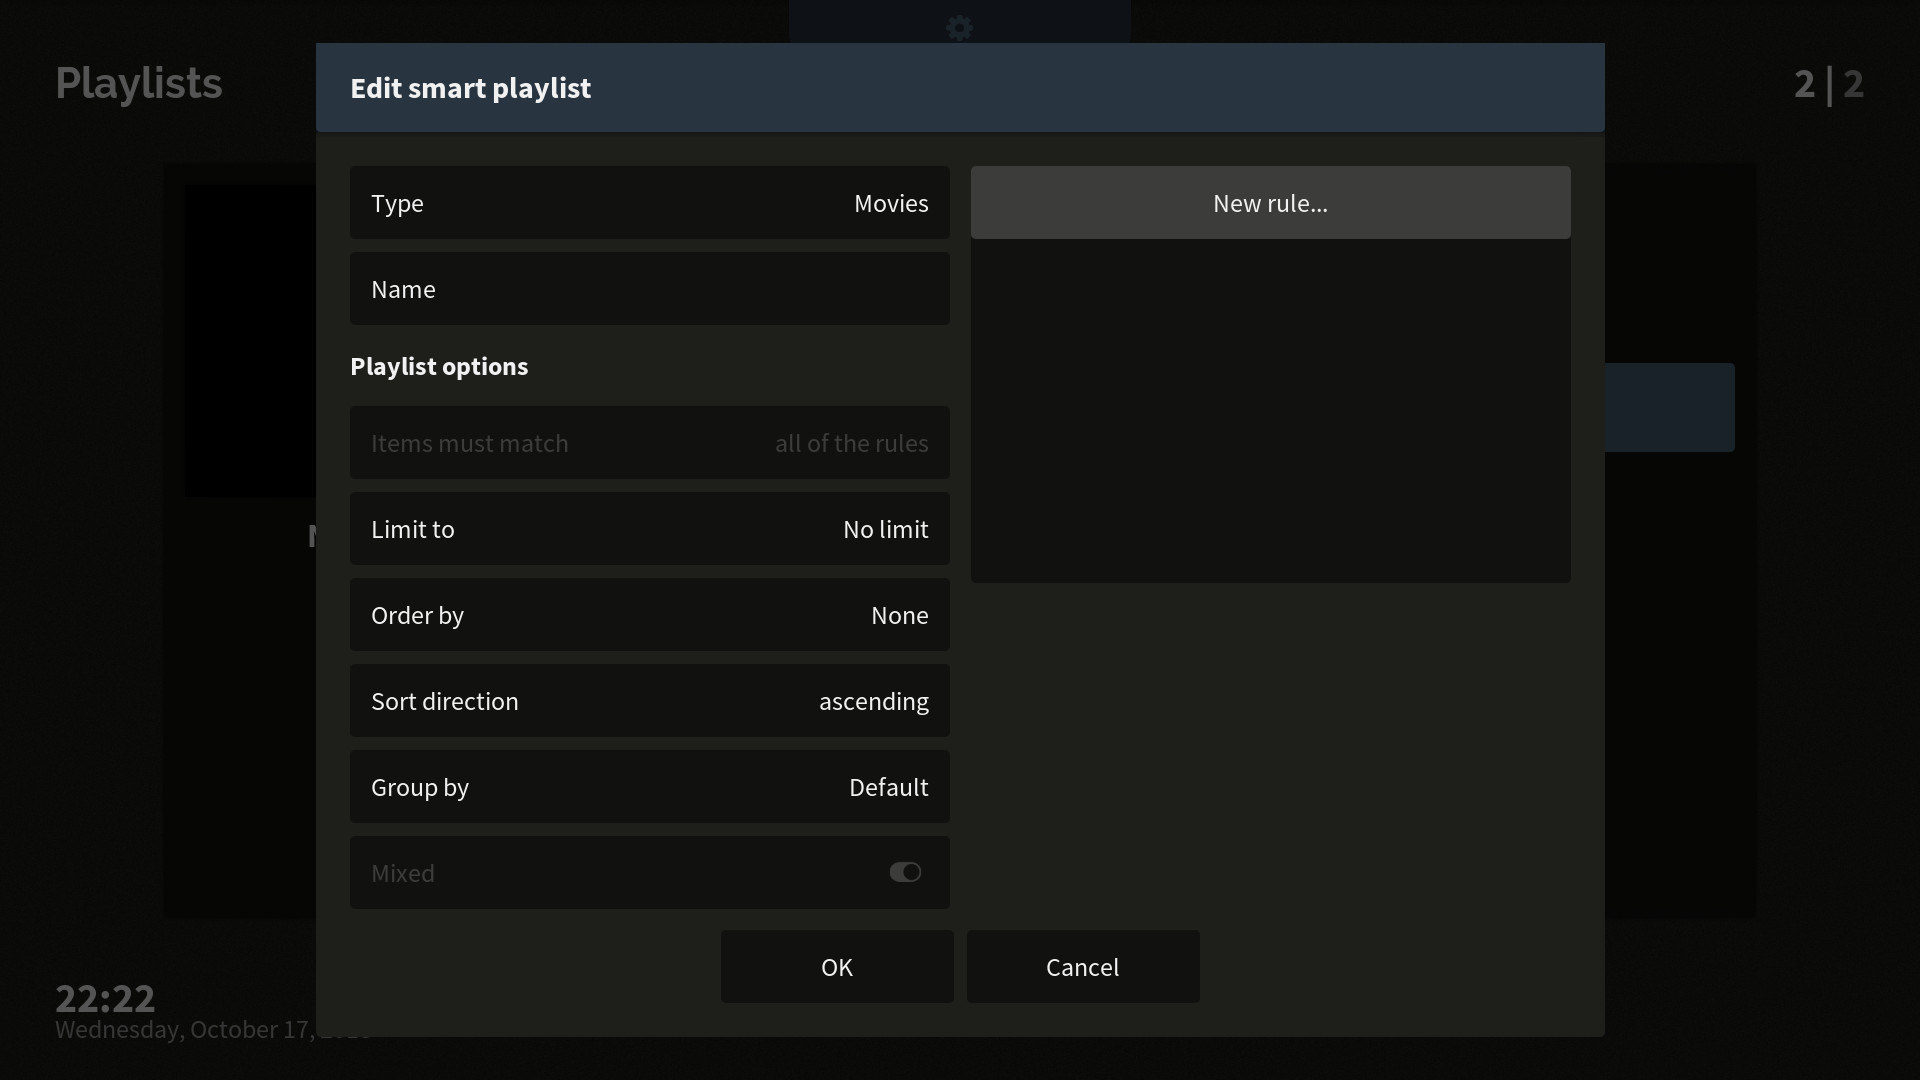 Playlists
2 | 2
Edit smart playlist
Type Movies
Name
Playlist options
Items must match all of the rules
Limit to No limit
Order by None
Sort direction ascending
Group by Default
Mixed
New rule...
OK Cancel
22:22
Wednesday, October 17,